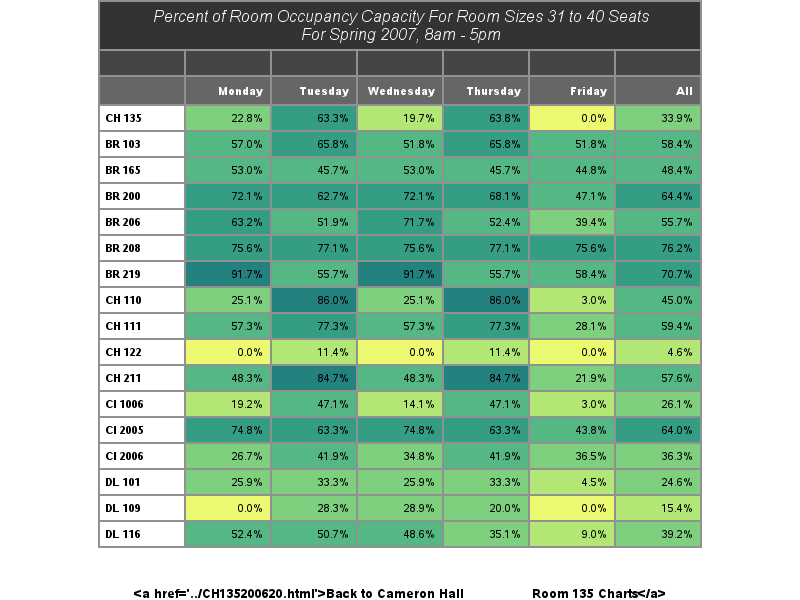 Percent of Room Occupancy Capacity For Room Sizes 31 to 40 Seats
For Spring 2007, 8am - 5pm
Monday Tuesday Wednesday Thursday Friday All
CH 135 22.8% 63.3% 19.7% 63.8% 0.0% 33.9%
BR 103 57.0% 65.8% 51.8% 65.8% 51.8% 58.4%
BR 165 53.0% 45.7% 53.0% 45.7% 44.8% 48.4%
BR 200 72.1% 62.7% 72.1% 68.1% 47.1% 64.4%
BR 206 63.2% 51.9% 71.7% 52.4% 39.4% 55.7%
BR 208 75.6% 77.1% 75.6% 77.1% 75.6% 76.2%
BR 219 91.7% 55.7% 91.7% 55.7% 58.4% 70.7%
CH 110 25.1% 86.0% 25.1% 86.0% 3.0% 45.0%
CH 111 57.3% 77.3% 57.3% 77.3% 28.1% 59.4%
CH 122 0.0% 11.4% 0.0% 11.4% 0.0% 4.6%
CH 211 48.3% 84.7% 48.3% 84.7% 21.9% 57.6%
CI 1006 19.2% 47.1% 14.1% 47.1% 3.0% 26.1%
CI 2005 74.8% 63.3% 74.8% 63.3% 43.8% 64.0%
CI 2006 26.7% 41.9% 34.8% 41.9% 36.5% 36.3%
DL 101 25.9% 33.3% 25.9% 33.3% 4.5% 24.6%
DL 109 0.0% 28.3% 28.9% 20.0% 0.0% 15.4%
DL 116 52.4% 50.7% 48.6% 35.1% 9.0% 39.2%
<a href='../CH135200620.html'>Back to Cameron Hall Room 135 Charts</a>